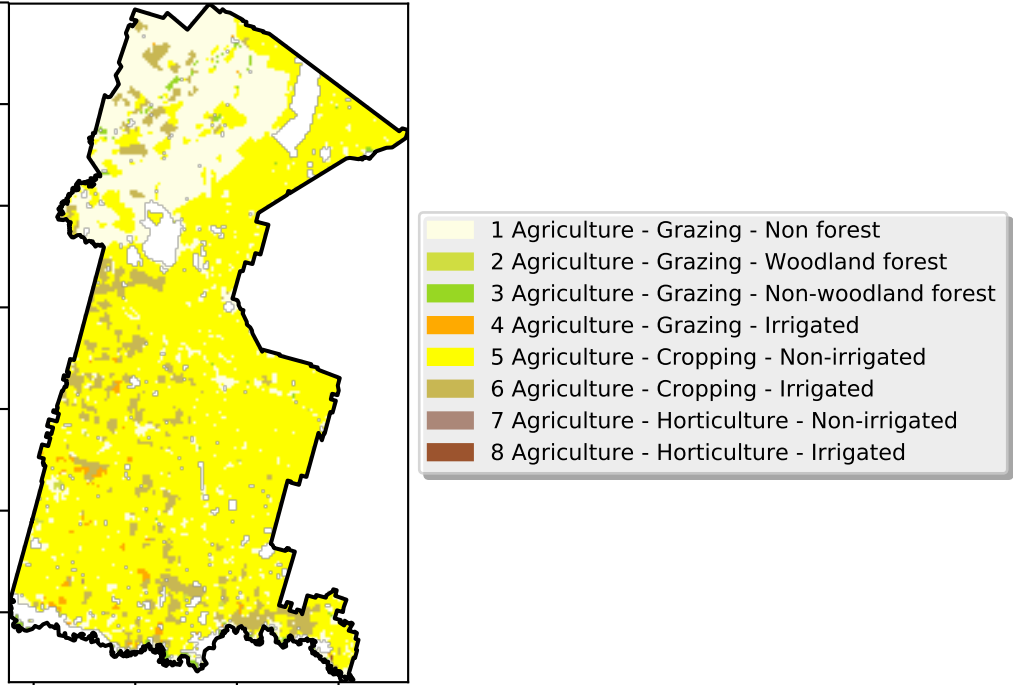 1 Agriculture - Grazing - Non forest
2 Agriculture - Grazing - Woodland forest
3 Agriculture - Grazing - Non-woodland forest
4 Agriculture - Grazing - Irrigated
5 Agriculture - Cropping - Non-irrigated
6 Agriculture - Cropping - Irrigated
7 Agriculture - Horticulture - Non-irrigated
8 Agriculture - Horticulture - Irrigated